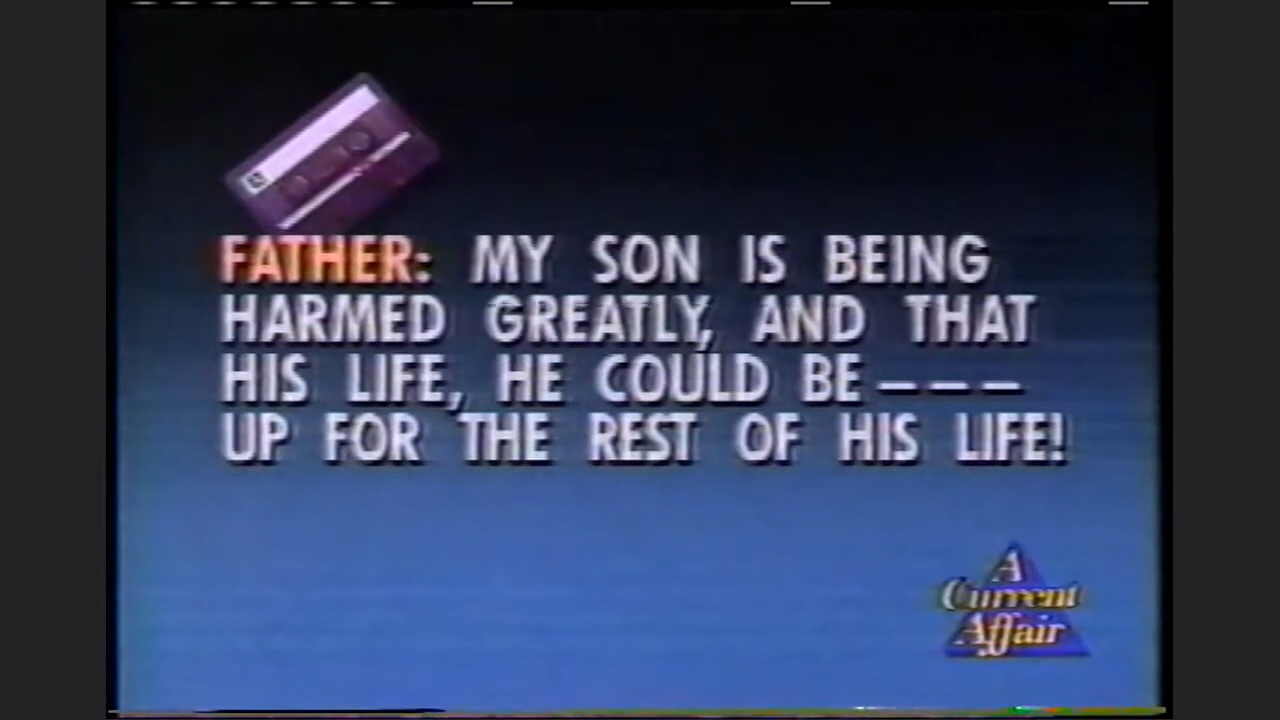 FATHER: MY SON IS BEING
HARMED GREATLY, AND THAT
HIS LIFE, HE COULD BE ---
UP FOR THE REST OF HIS LIFE!
A
Current
Affair